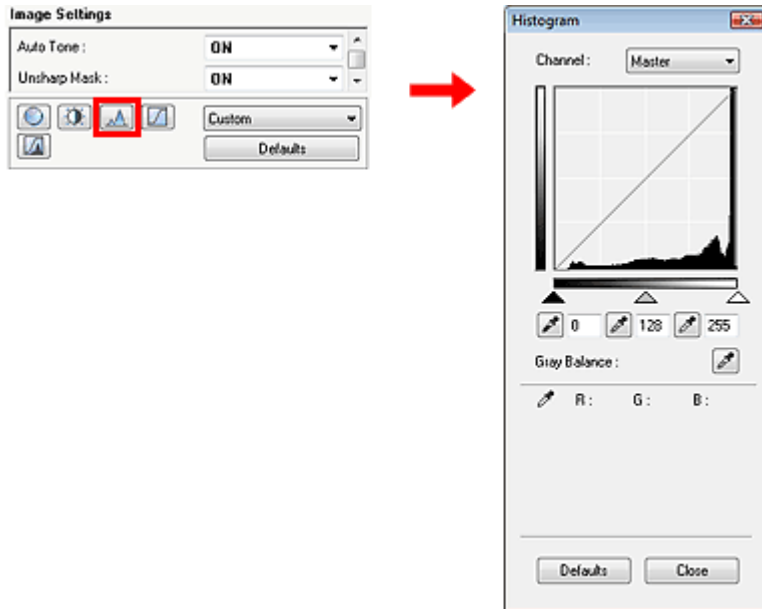 Image Settings
Auto Tone : ON
Unsharp Mask : ON
Custom
Defaults
Histogram
Channel : Master
0 128 255
Gray Balance :
R : G : B :
Defaults Close